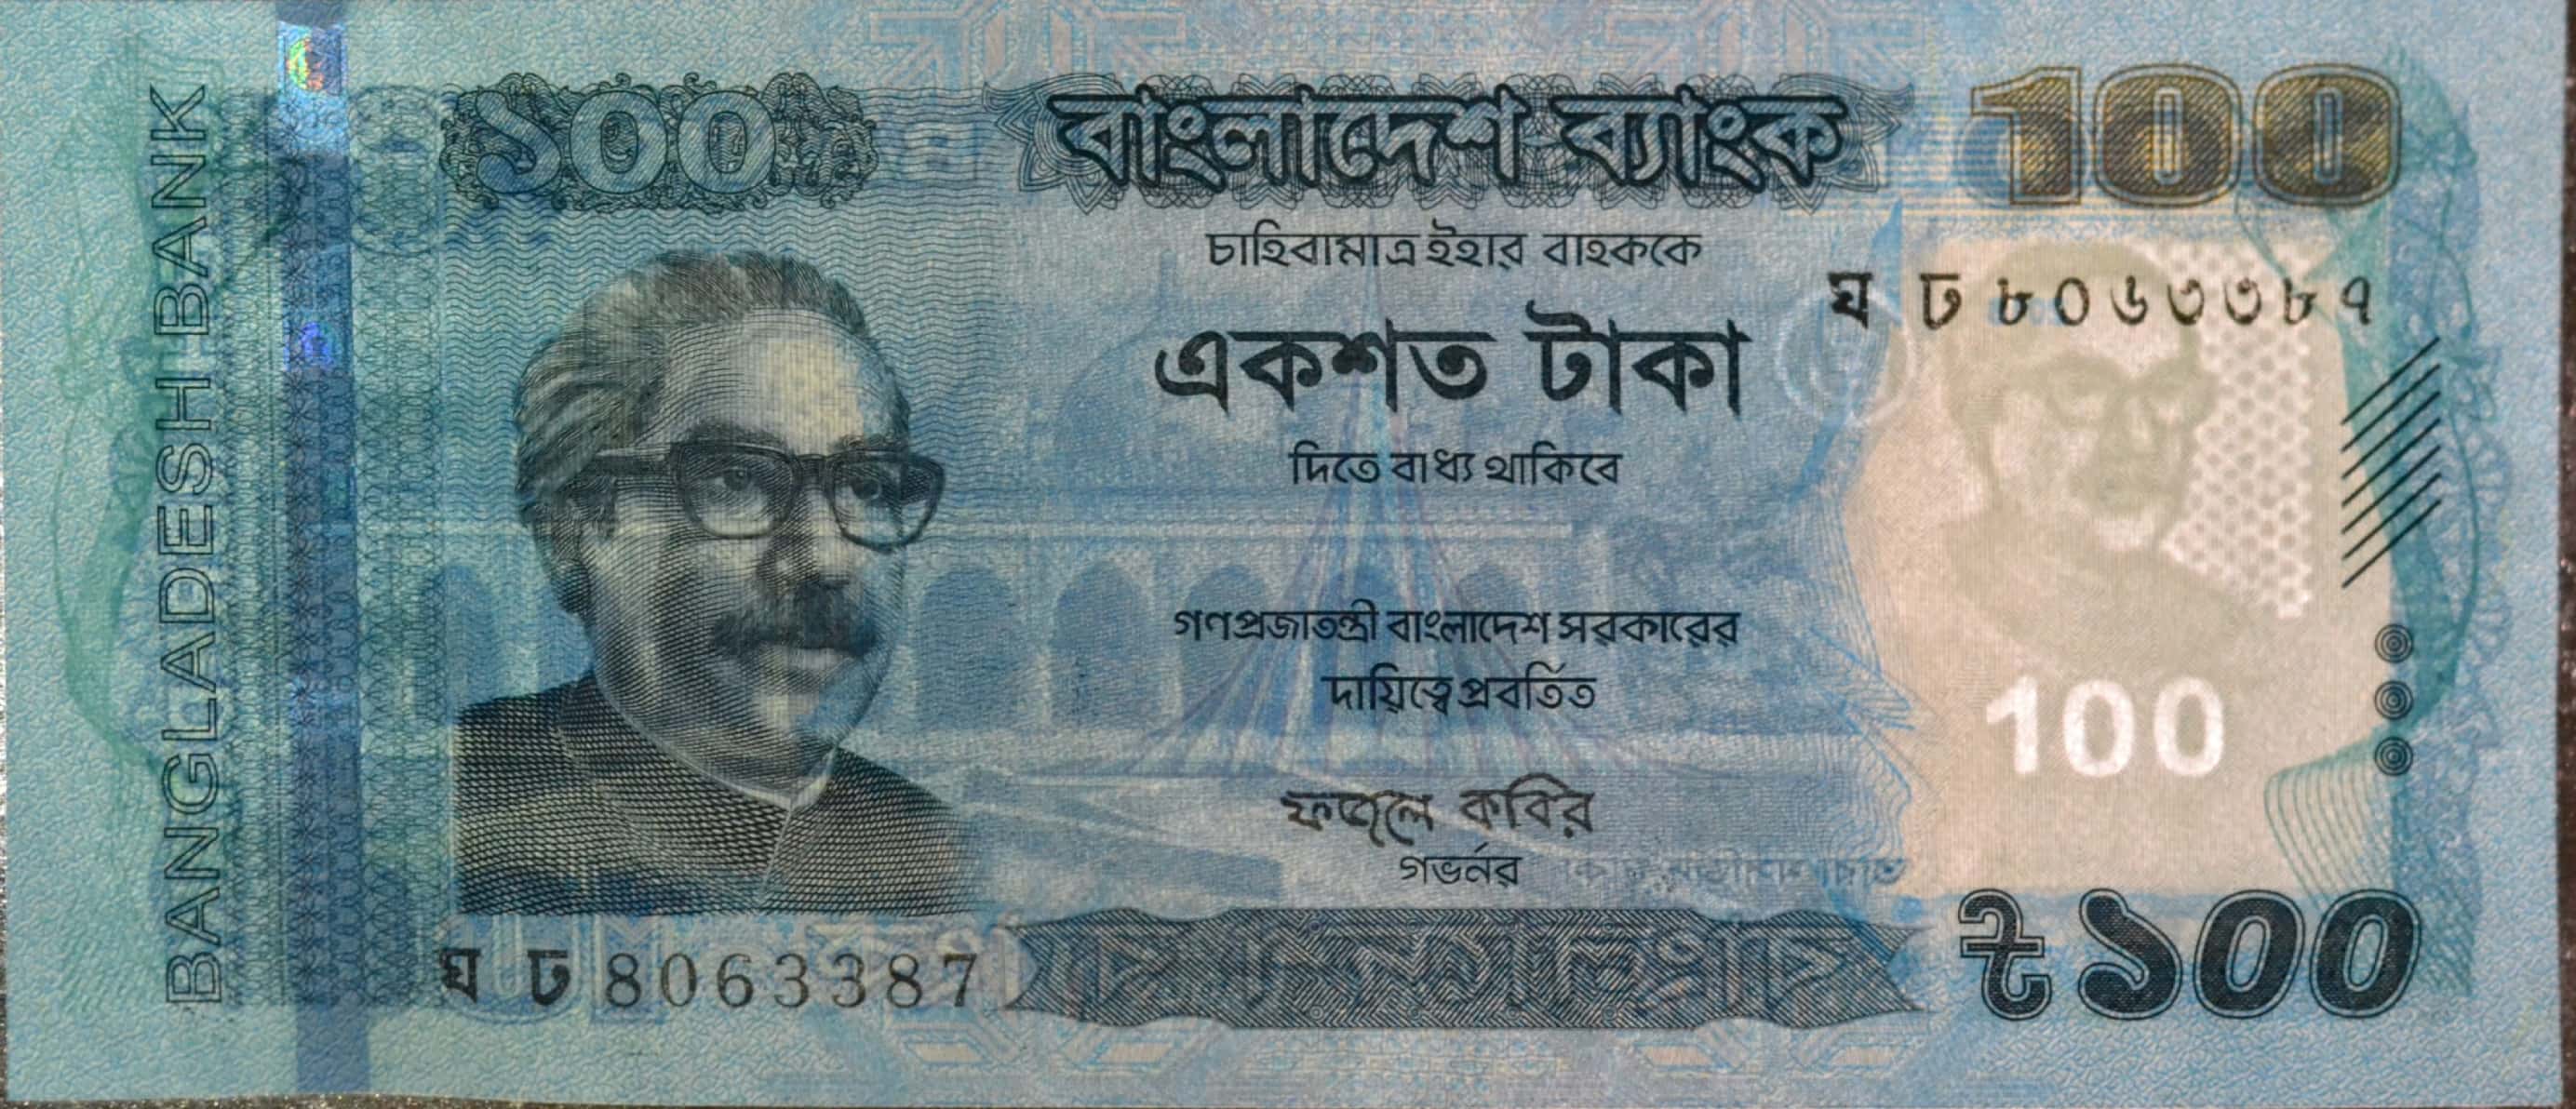 BANGLADESH BANK
১০০
বাংলাদেশ ব্যাংক
100
চাহিবামাত্র ইহার বাহককে
ঘ ঢ ৮০৬৩৩৮৭
একশত টাকা
দিতে বাধ্য থাকিবে
গণপ্রজাতন্ত্রী বাংলাদেশ সরকারের
দায়িত্বে প্রবর্তিত
100
ফজলে কবির
গভর্নর
ঘ ঢ 8063387
৳১০০